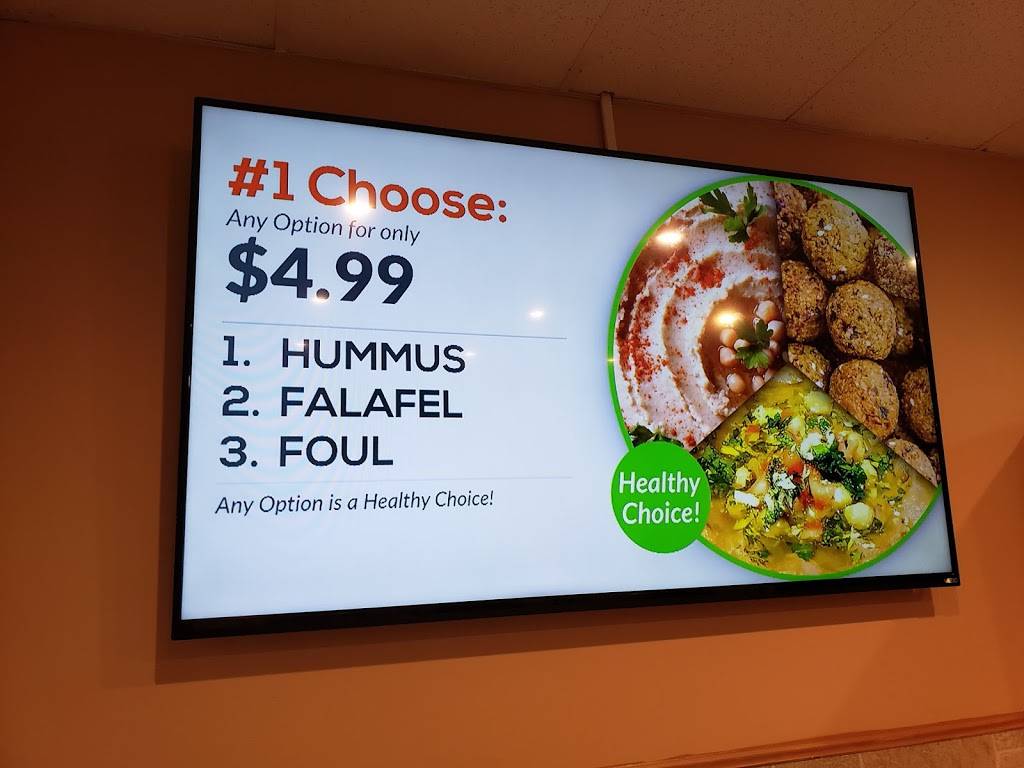 #1 Choose:
Any Option for only
$4.99
1. HUMMUS
2. FALAFEL
3. FOUL
Any Option is a Healthy Choice!
Healthy
Choice!